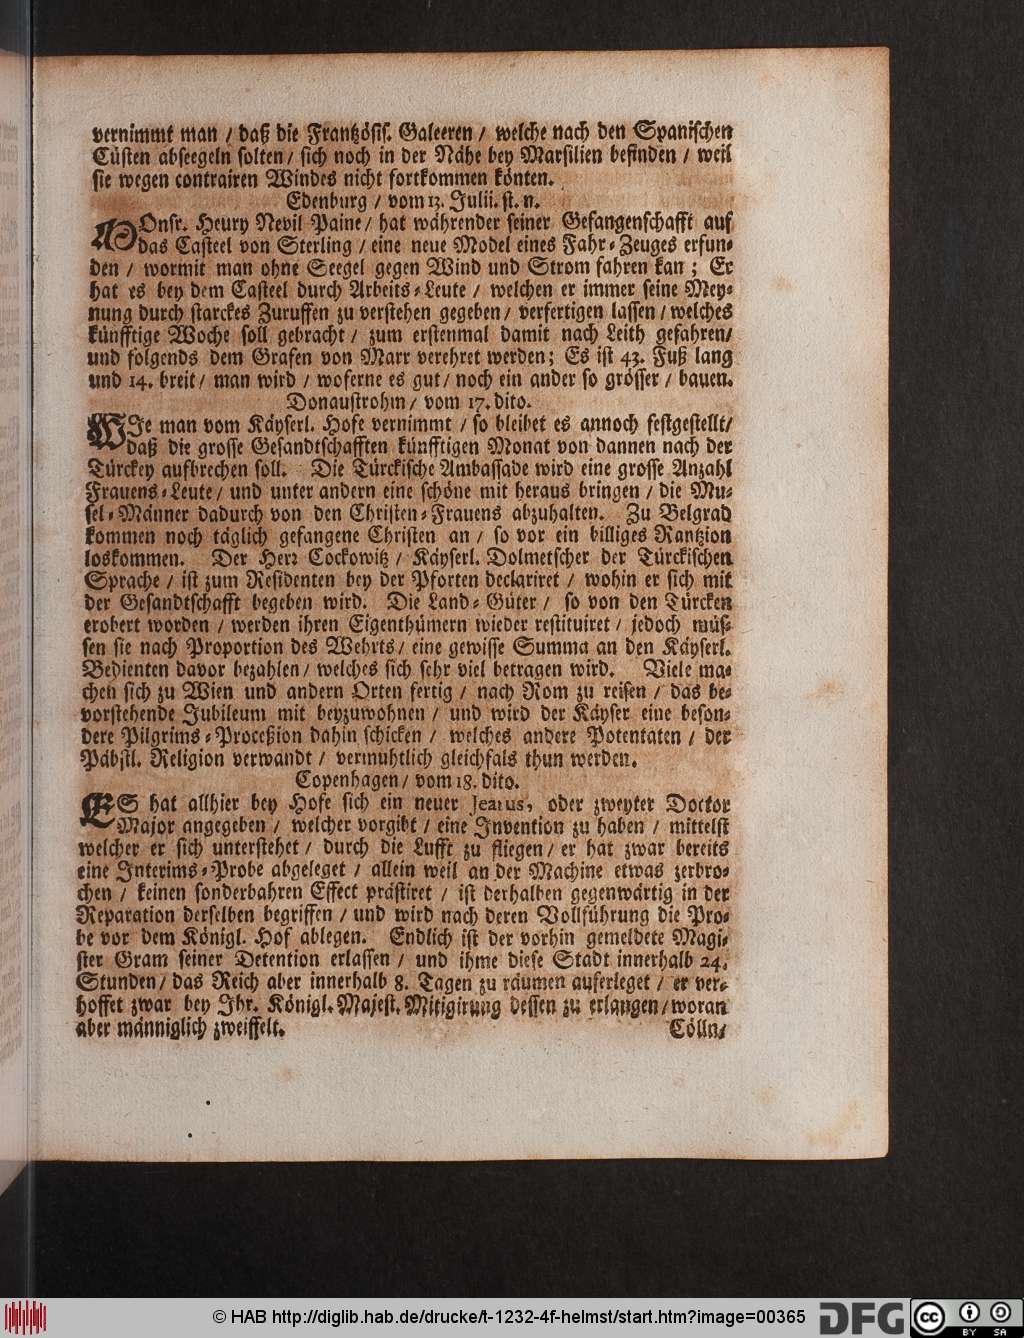 vernimmt man / daß die Frantzösis. Galeeren / welche nach den Spanischen
Cüsten abseegeln solten / sich noch in der Nähe bey Marsilien befinden / weil
sie wegen contrairen Windes nicht fortkommen könten.
Edenburg / vom 13. Julii. st. n.
MOnsr. Heury Nevil Paine / hat währender seiner Gefangenschafft auf
das Casteel von Sterling / eine neue Model eines Fahr-Zeuges erfun-
den / wormit man ohne Seegel gegen Wind und Strom fahren kan ; Er
hat es bey dem Casteel durch Arbeits-Leute / welchen er immer seine Mey-
nung durch starckes Zuruffen zu verstehen gegeben / verfertigen lassen / welches
künfftige Woche soll gebracht / zum erstenmal damit nach Leith gefahren /
und folgends dem Grafen von Marr verehret werden; Es ist 43. Fuß lang
und 14. breit / man wird / woferne es gut / noch ein ander so grösser / bauen.
Donaustrohm / vom 17. dito.
WIe man vom Käyserl. Hofe vernimmt / so bleibet es annoch festgestellt /
daß die grosse Gesandtschafften künfftigen Monat von dannen nach der
Türckey aufbrechen soll. Die Türckische Ambassade wird eine grosse Anzahl
Frauens-Leute / und unter andern eine schöne mit heraus bringen / die Mu-
sel-Männer dadurch von den Christen-Frauens abzuhalten. Zu Belgrad
kommen noch täglich gefangene Christen an / so vor ein billiges Rantzion
loskommen. Der Herr Cockowitz / Käyserl. Dolmetscher der Türckischen
Sprache / ist zum Residenten bey der Pforten declariret / wohin er sich mit
der Gesandtschafft begeben wird. Die Land-Güter / so von den Türcken
erobert worden / werden ihren Eigenthümern wieder restituiret / jedoch müs-
sen sie nach Proportion des Wehrts / eine gewisse Summa an den Käyserl.
Bedienten davor bezahlen / welches sich sehr viel betragen wird. Viele ma-
chen sich zu Wien und andern Orten fertig / nach Rom zu reisen / das be-
vorstehende Jubileum mit beyzuwohnen / und wird der Käyser eine beson-
dere Pilgrims-Proceßion dahin schicken / welches andere Potentaten / der
Päbstl. Religion verwandt / vermuhtlich gleichfals thun werden.
Copenhagen / vom 18. dito.
ES hat allhier bey Hofe sich ein neuer Jearus, oder zweyter Doctor
Major angegeben / welcher vorgibt / eine Invention zu haben / mittelst
welcher er sich unterstehet / durch die Lufft zu fliegen / er hat zwar bereits
eine Interims-Probe abgeleget / allein weil an der Machine etwas zerbro-
chen / keinen sonderbahren Effect prästiret / ist derhalben gegenwärtig in der
Reparation derselben begriffen / und wird nach deren Vollführung die Pro-
be vor dem Königl. Hof ablegen. Endlich ist der vorhin gemeldete Magi-
ster Gram seiner Detention erlassen / und ihme diese Stadt innerhalb 24.
Stunden / das Reich aber innerhalb 8. Tagen zu räumen auferleget / er ver-
hoffet zwar bey Ihr. Königl. Majest. Mitigirung dessen zu erlangen / woran
aber männiglich zweiffelt.
Cölln /
© HAB http://diglib.hab.de/drucke/t-1232-4f-helmst/start.htm?image=00365
DFG
cc
BY SA